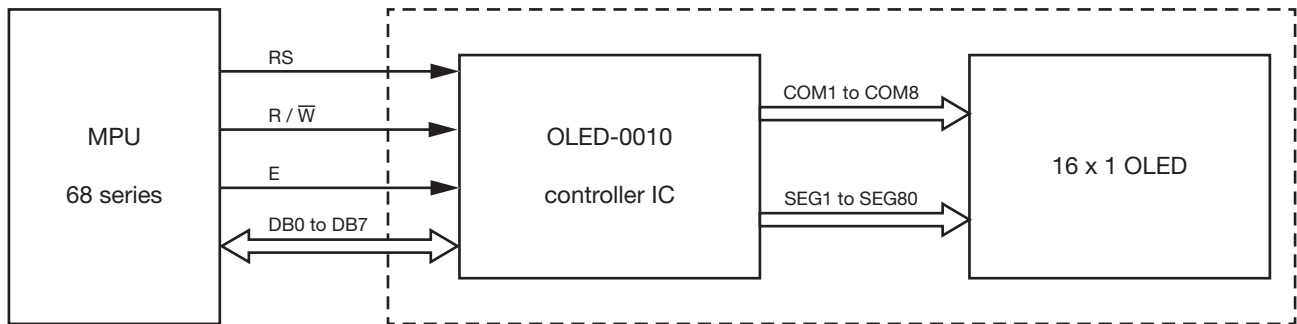 MPU
68 series
RS
R / W̅
E
DB0 to DB7
OLED-0010
controller IC
COM1 to COM8
SEG1 to SEG80
16 x 1 OLED